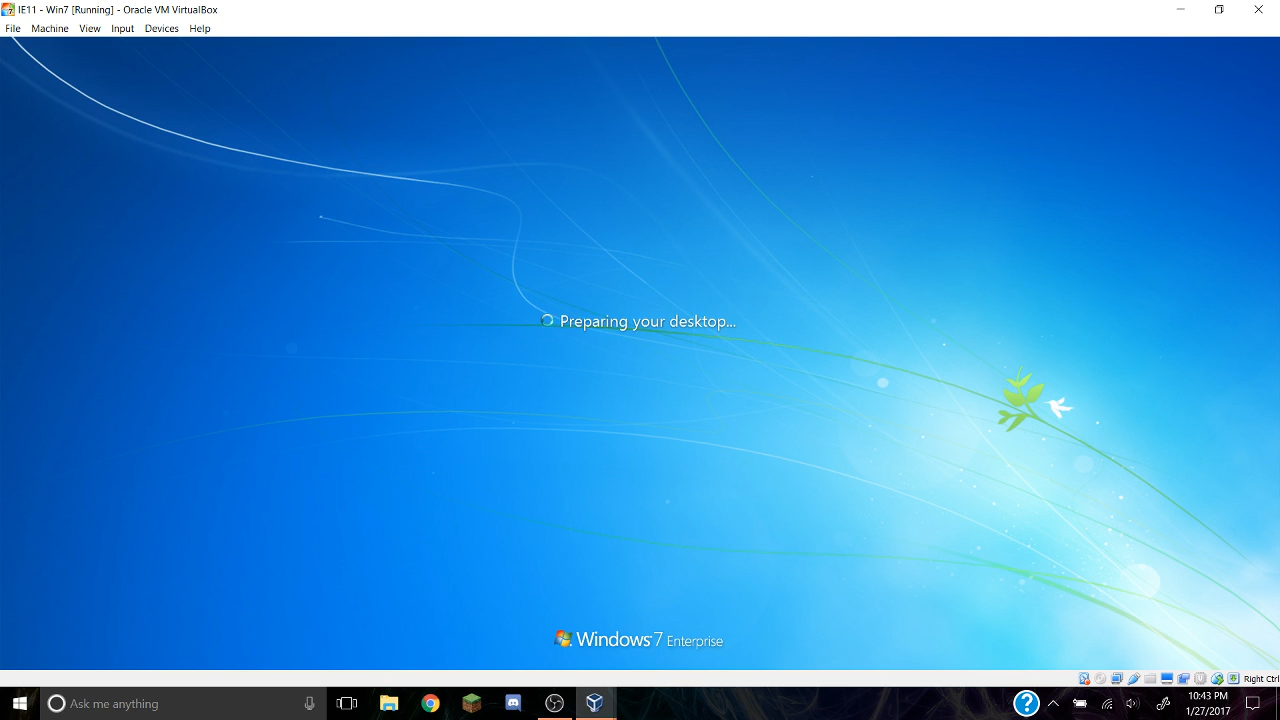 IE11 - Win7 [Running] - Oracle VM VirtualBox
File Machine View Input Devices Help
Preparing your desktop...
Windows 7 Enterprise
Right Ctrl
Ask me anything
10:43 PM
1/27/2017